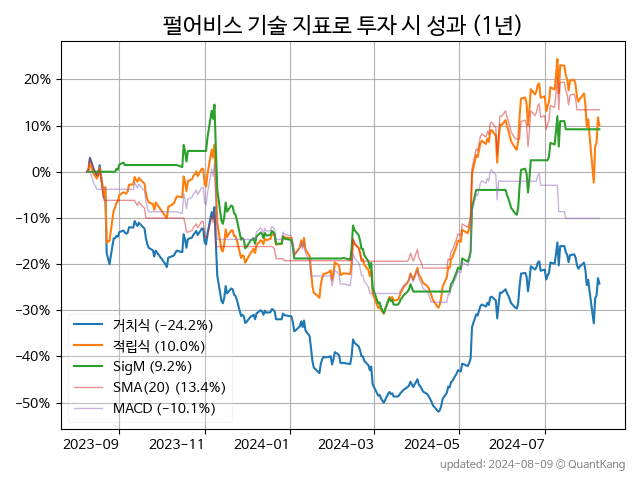 펄어비스 기술 지표로 투자 시 성과 (1년)
20%
10%
0%
−10%
−20%
−30%
−40%
−50%
거치식 (−24.2%)
적립식 (10.0%)
SigM (9.2%)
SMA(20) (13.4%)
MACD (−10.1%)
2023−09
2023−11
2024−01
2024−03
2024−05
2024−07
updated: 2024−08−09 © QuantKang